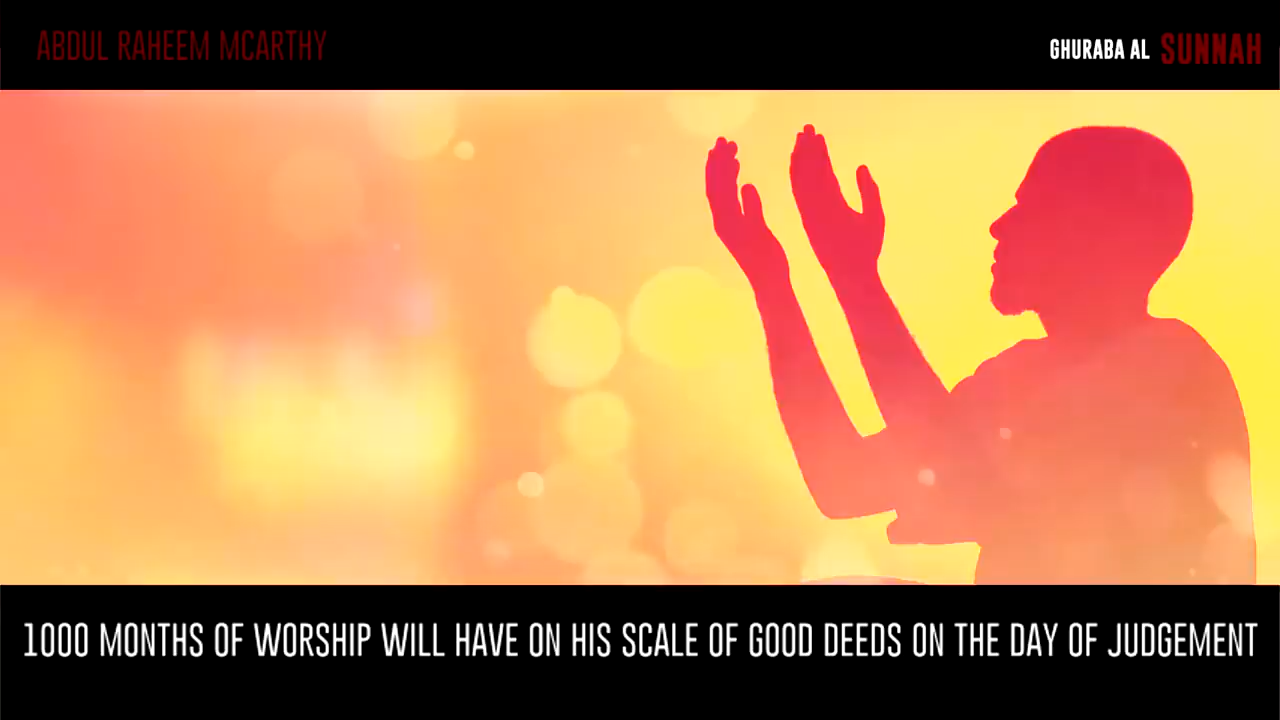 ABDUL RAHEEM MCARTHY
GHURABA AL SUNNAH
1000 MONTHS OF WORSHIP WILL HAVE ON HIS SCALE OF GOOD DEEDS ON THE DAY OF JUDGEMENT